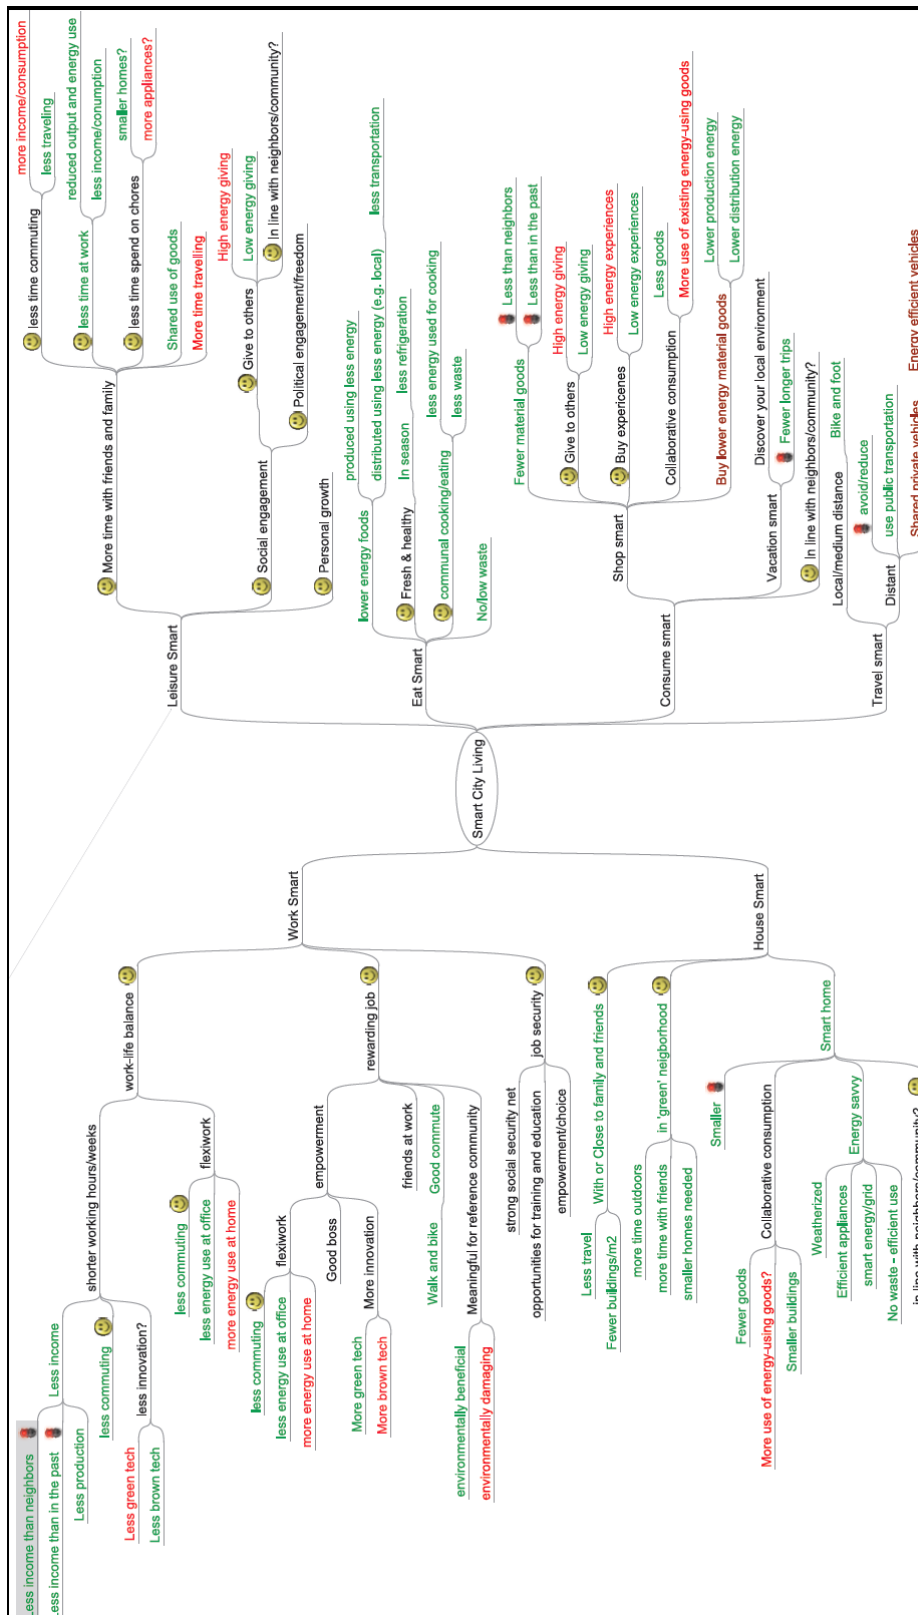 Smart City Living
Work Smart
work-life balance
shorter working hours/weeks
Less income
Less income than neighbors
Less income than in the past
Less production
less commuting
less innovation?
Less green tech
Less brown tech
flexiwork
less commuting
less energy use at office
more energy use at home
rewarding job
empowerment
flexiwork
less commuting
less energy use at office
more energy use at home
Good boss
More innovation
More green tech
More brown tech
friends at work
Good commute
Walk and bike
Meaningful for reference community
environmentally beneficial
environmentally damaging
job security
strong social security net
opportunities for training and education
empowerment/choice
House Smart
With or Close to family and friends
Less travel
Fewer buildings/m2
in 'green' neigborhood
more time outdoors
more time with friends
smaller homes needed
Smart home
Smaller
Collaborative consumption
Fewer goods
More use of energy-using goods?
Smaller buildings
Energy savvy
Weatherized
Efficient appliances
smart energy/grid
No waste - efficient use
in line with neighbors/community?
Leisure Smart
More time with friends and family
less time commuting
more income/consumption
less traveling
less time at work
reduced output and energy use
less income/conumption
less time spend on chores
smaller homes?
more appliances?
Shared use of goods
More time travelling
Social engagement
Give to others
High energy giving
Low energy giving
In line with neighbors/community?
Political engagement/freedom
Personal growth
Eat Smart
lower energy foods
produced using less energy
distributed using less energy (e.g. local)
less transportation
Fresh & healthy
In season
less refrigeration
communal cooking/eating
less energy used for cooking
less waste
No/low waste
Consume smart
Shop smart
Fewer material goods
Less than neighbors
Less than in the past
Give to others
High energy giving
Low energy giving
Buy expericenes
High energy experiences
Low energy experiences
Collaborative consumption
Less goods
More use of existing energy-using goods
Buy lower energy material goods
Lower production energy
Lower distribution energy
Vacation smart
Discover your local environment
Fewer longer trips
In line with neighbors/community?
Travel smart
Local/medium distance
Bike and foot
Distant
avoid/reduce
use public transportation
Shared private vehicles
Energy efficient vehicles